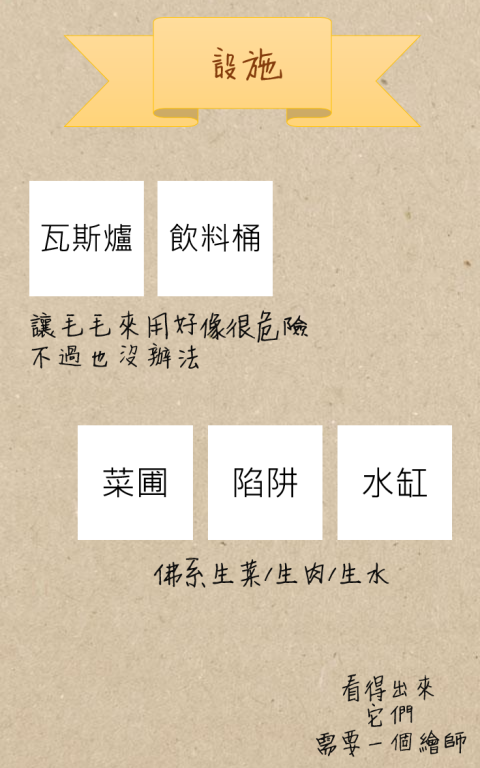 設施
瓦斯爐 飲料桶
讓毛毛來用好像很危險
不過也沒辦法
菜圃 陷阱 水缸
佛系生菜/生肉/生水
看得出來
它們
需要一個繪師